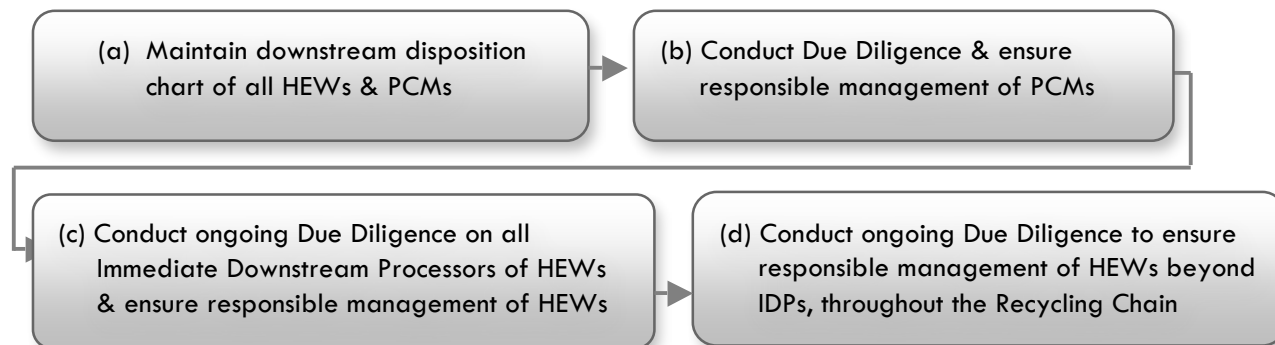 (a) Maintain downstream disposition
chart of all HEWs & PCMs
(b) Conduct Due Diligence & ensure
responsible management of PCMs
(c) Conduct ongoing Due Diligence on all
Immediate Downstream Processors of HEWs
& ensure responsible management of HEWs
(d) Conduct ongoing Due Diligence to ensure
responsible management of HEWs beyond
IDPs, throughout the Recycling Chain